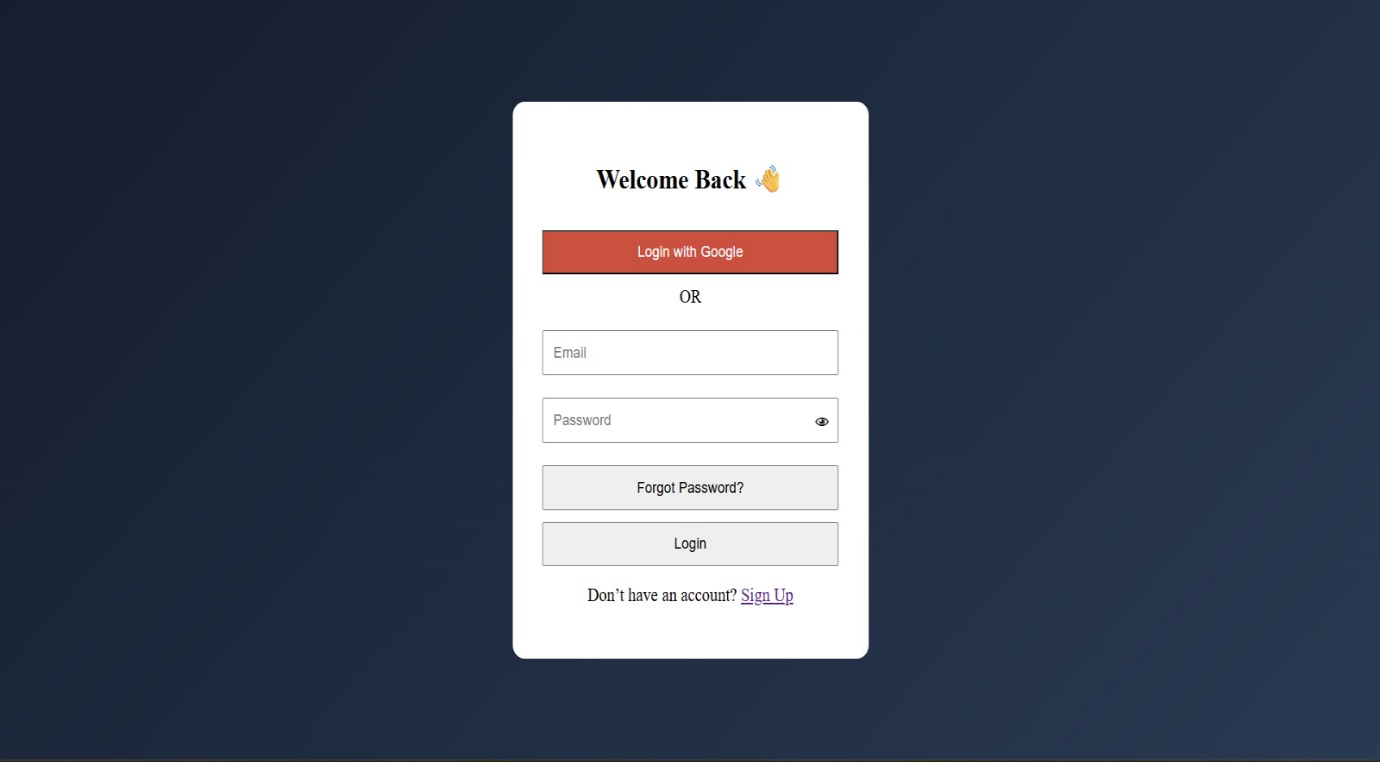 Welcome Back 👋
Login with Google
OR
Email
Password
Forgot Password?
Login
Don’t have an account? Sign Up